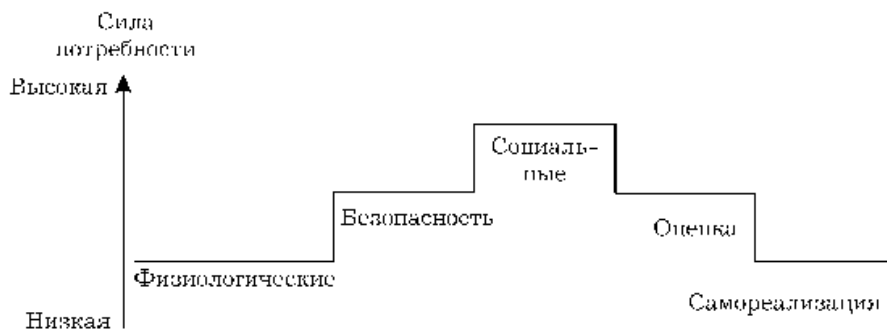 Сила
потребности
Высокая
Социаль-
ные
Безопасность
Оценка
Физиологические
Самореализация
Низкая